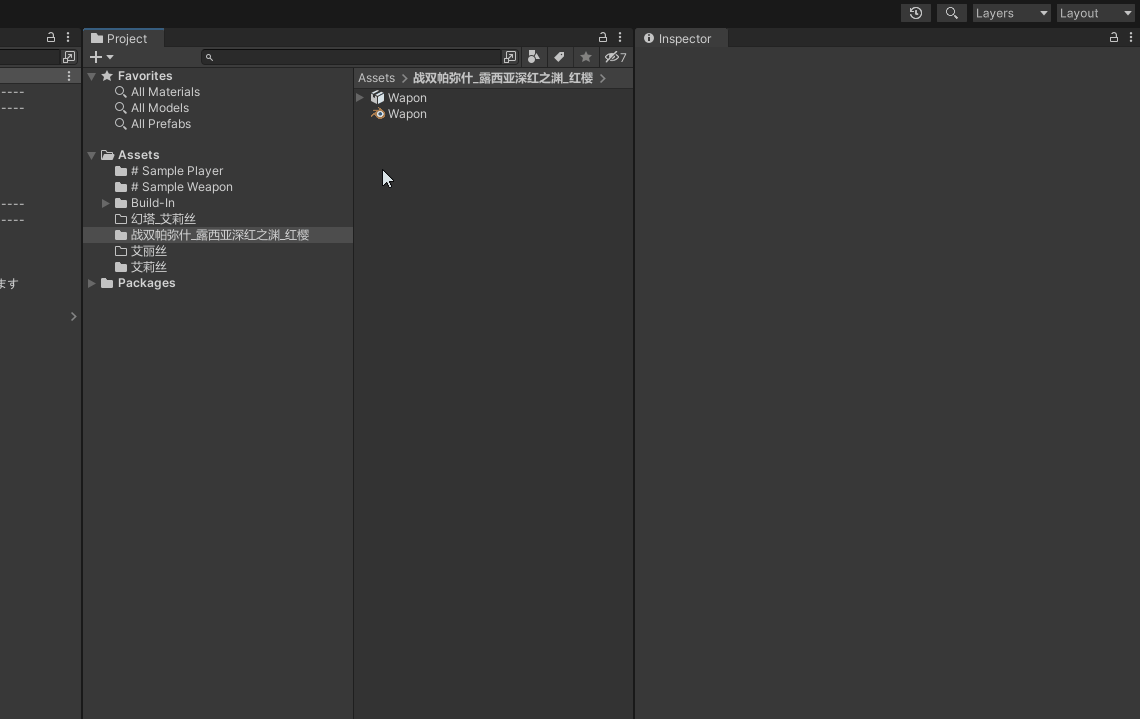 Layers
Layout
Project
Inspector
7
Favorites
All Materials
All Models
All Prefabs
Assets
# Sample Player
# Sample Weapon
Build-In
幻塔_艾莉丝
战双帕弥什_露西亚深红之渊_红樱
艾丽丝
艾莉丝
Packages
Assets > 战双帕弥什_露西亚深红之渊_红樱 >
Wapon
Wapon
----
----
----
----
ます